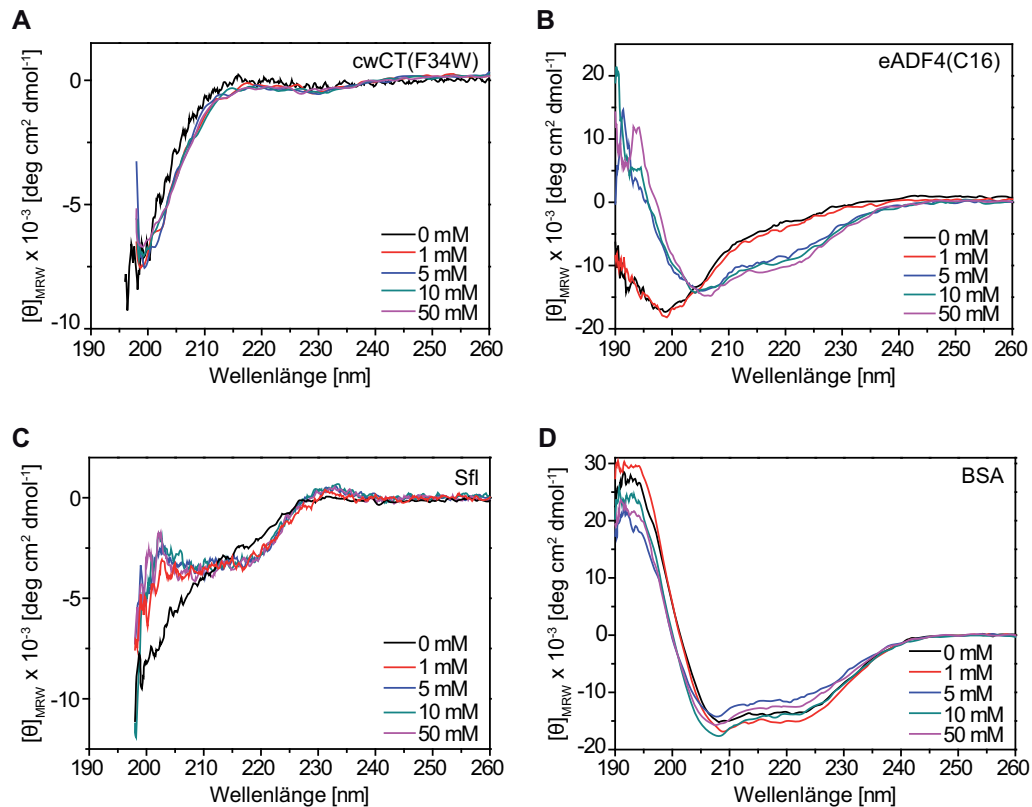 A
cwCT(F34W)
0
-5
-10
[θ]MRW x 10⁻³ [deg cm² dmol⁻¹]
0 mM
1 mM
5 mM
10 mM
50 mM
190 200 210 220 230 240 250 260
Wellenlänge [nm]
B
eADF4(C16)
20
10
0
-10
-20
[θ]MRW x 10⁻³ [deg cm² dmol⁻¹]
0 mM
1 mM
5 mM
10 mM
50 mM
190 200 210 220 230 240 250 260
Wellenlänge [nm]
C
Sfl
0
-5
-10
[θ]MRW x 10⁻³ [deg cm² dmol⁻¹]
0 mM
1 mM
5 mM
10 mM
50 mM
190 200 210 220 230 240 250 260
Wellenlänge [nm]
D
BSA
30
20
10
0
-10
-20
[θ]MRW x 10⁻³ [deg cm² dmol⁻¹]
0 mM
1 mM
5 mM
10 mM
50 mM
190 200 210 220 230 240 250 260
Wellenlänge [nm]